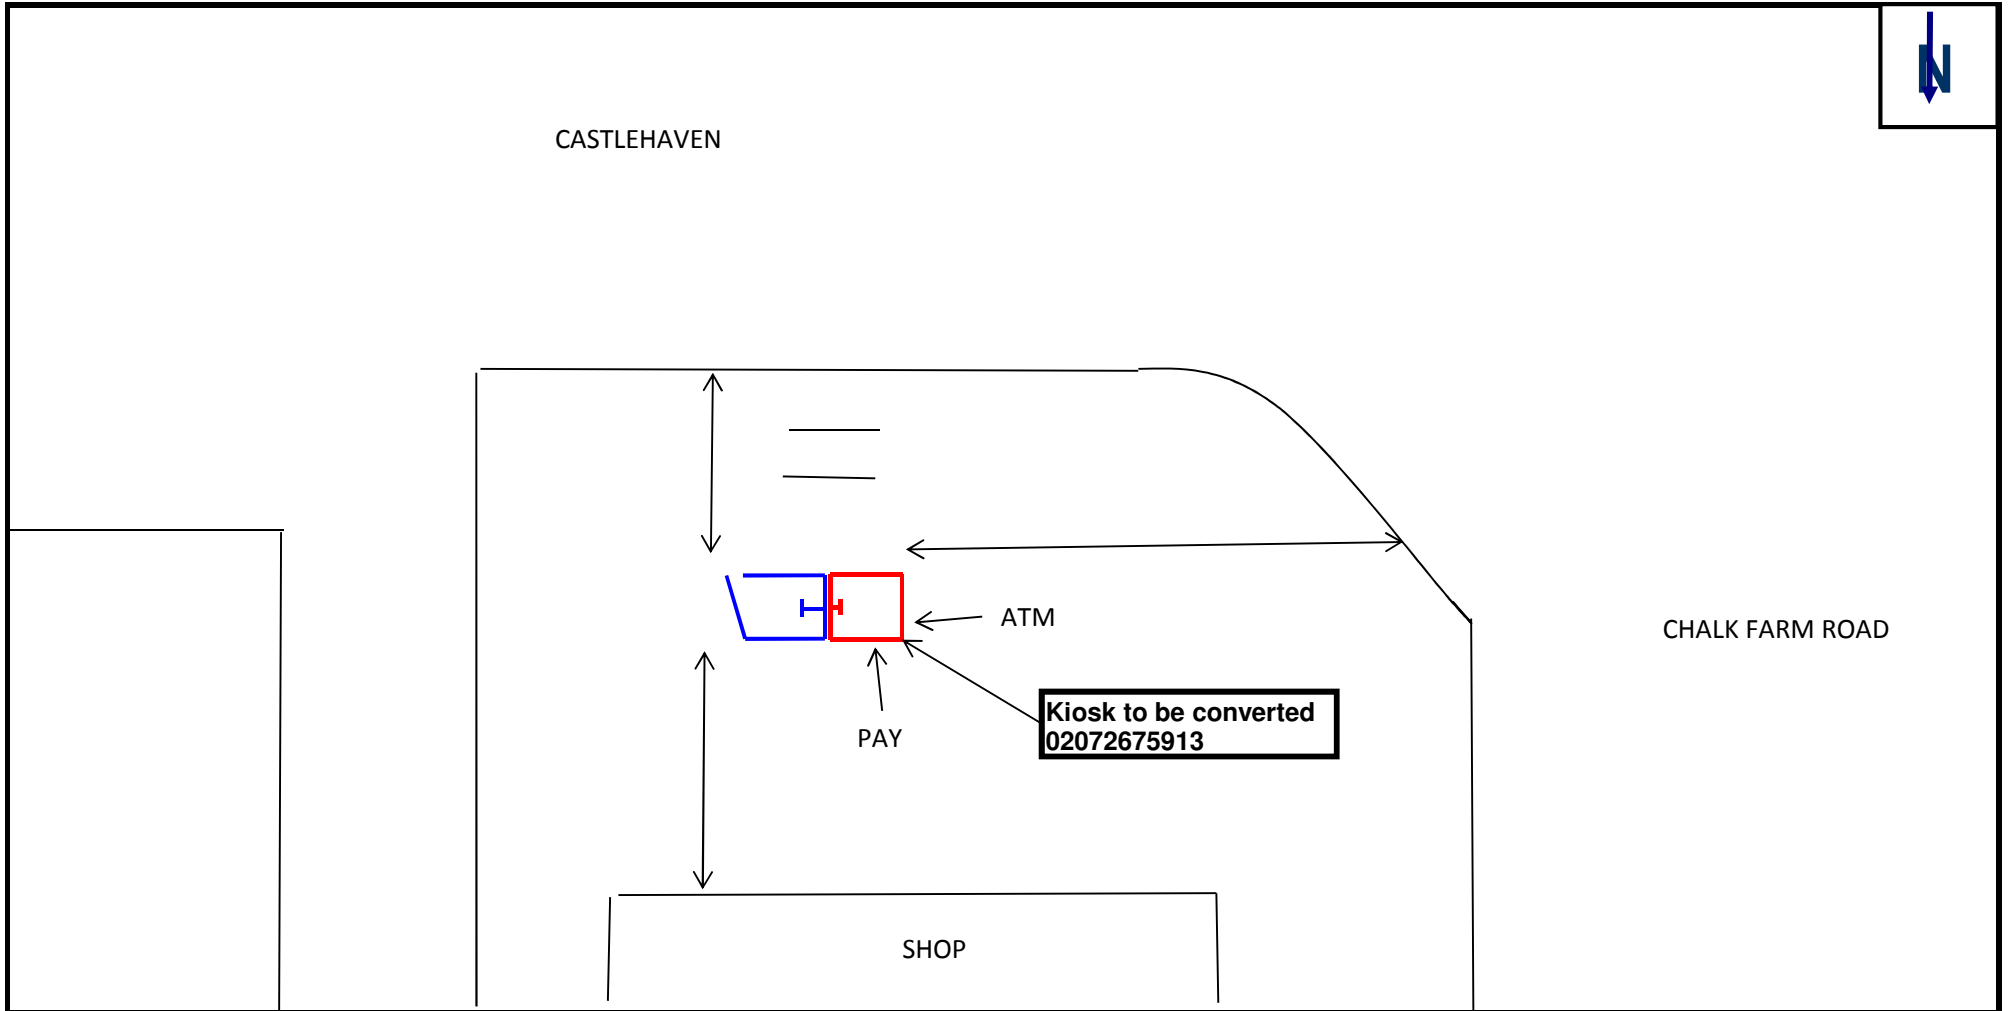 N
CASTLEHAVEN
ATM
CHALK FARM ROAD
Kiosk to be converted
02072675913
PAY
SHOP